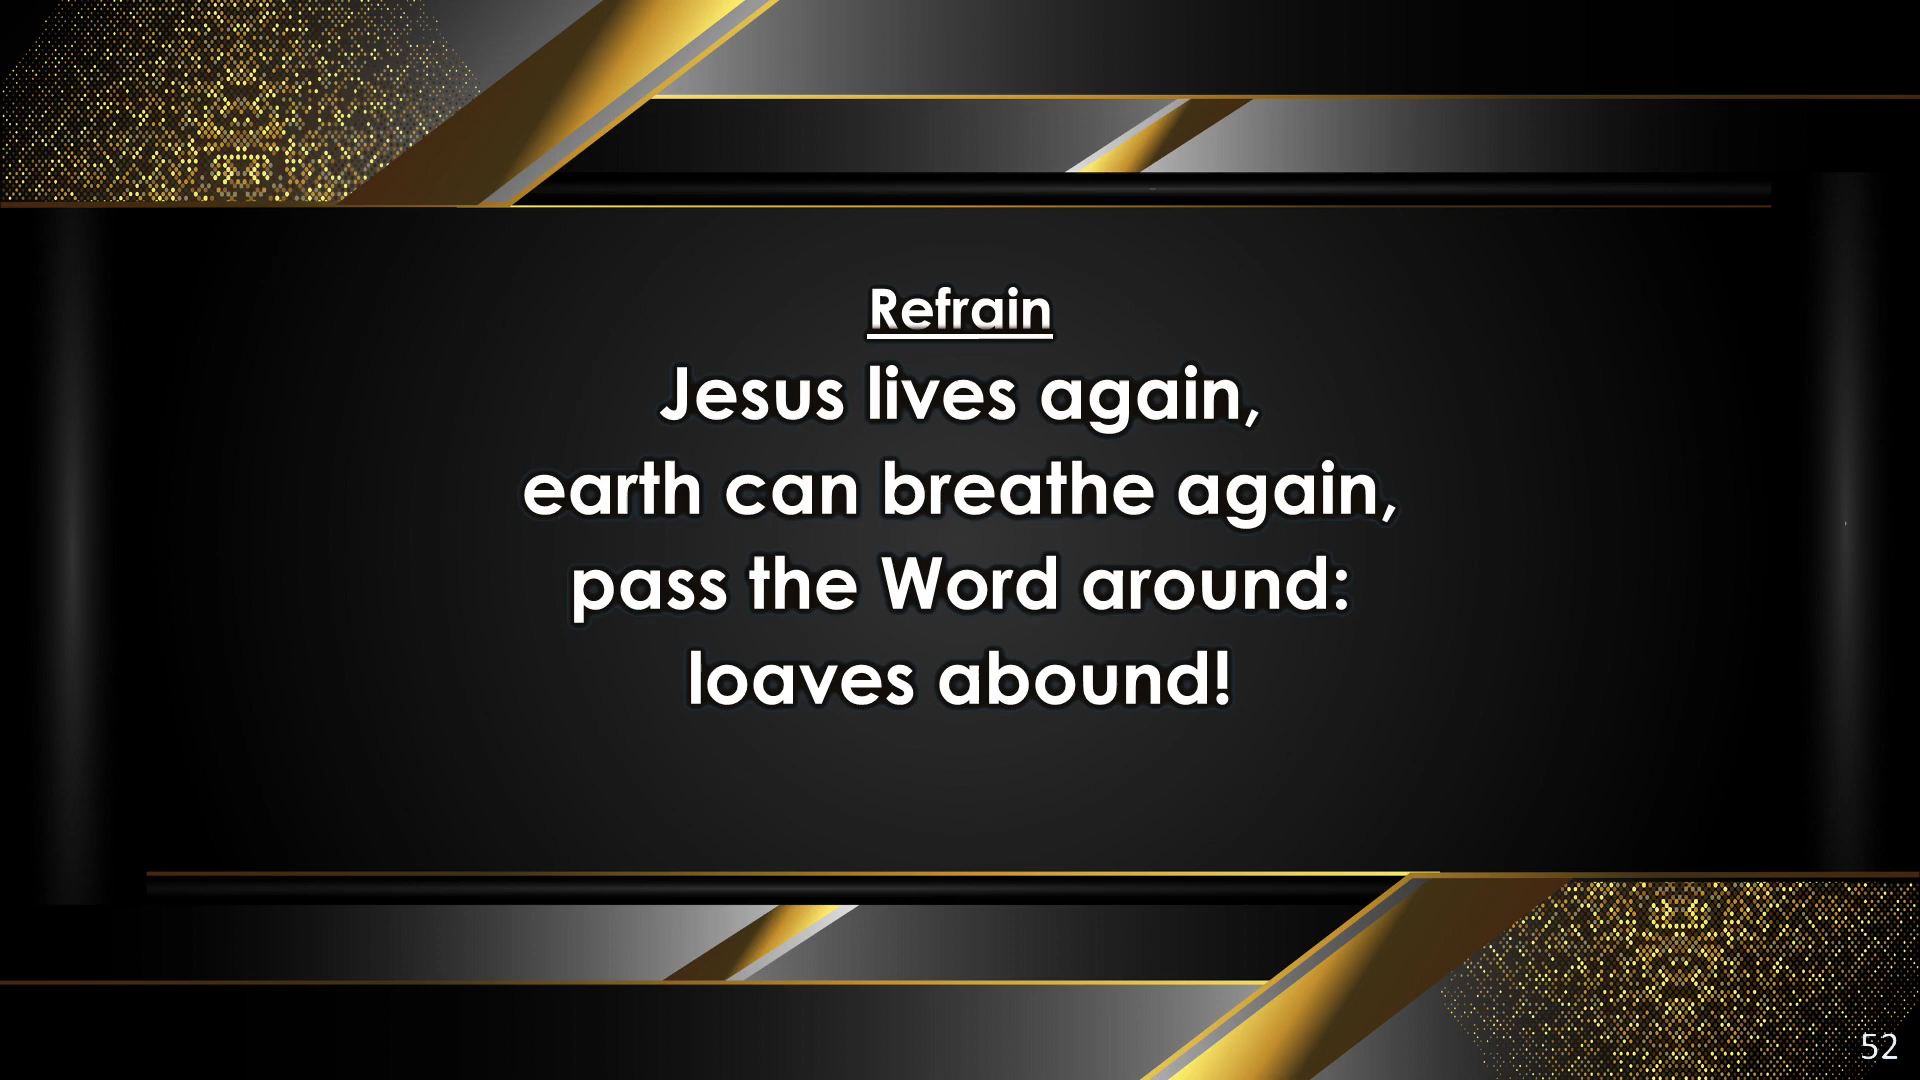 Refrain
Jesus lives again,
earth can breathe again,
pass the Word around:
loaves abound!
52